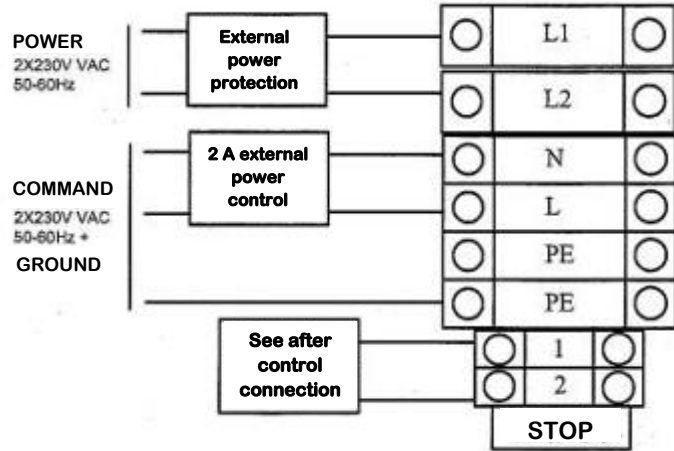 POWER
2X230V VAC
50-60Hz
External
power
protection
L1
L2
COMMAND
2X230V VAC
50-60Hz +
GROUND
2 A external
power
control
N
L
PE
PE
See after
control
connection
1
2
STOP